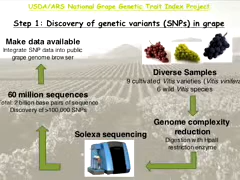 USDA/ARS National Grape Genetic Trait Index Project
Step 1: Discovery of genetic variants (SNPs) in grape
Make data available
Integrate SNP data into public
grape genome browser
Diverse Samples
9 cultivated Vitis varieties (Vitis vinifera
6 wild Vitis species
60 million sequences
Total: 2 billion base pairs of sequence
Discovery of >100,000 SNPs
Genome complexity
reduction
Digestion with HpaII
restriction enzyme
Solexa sequencing